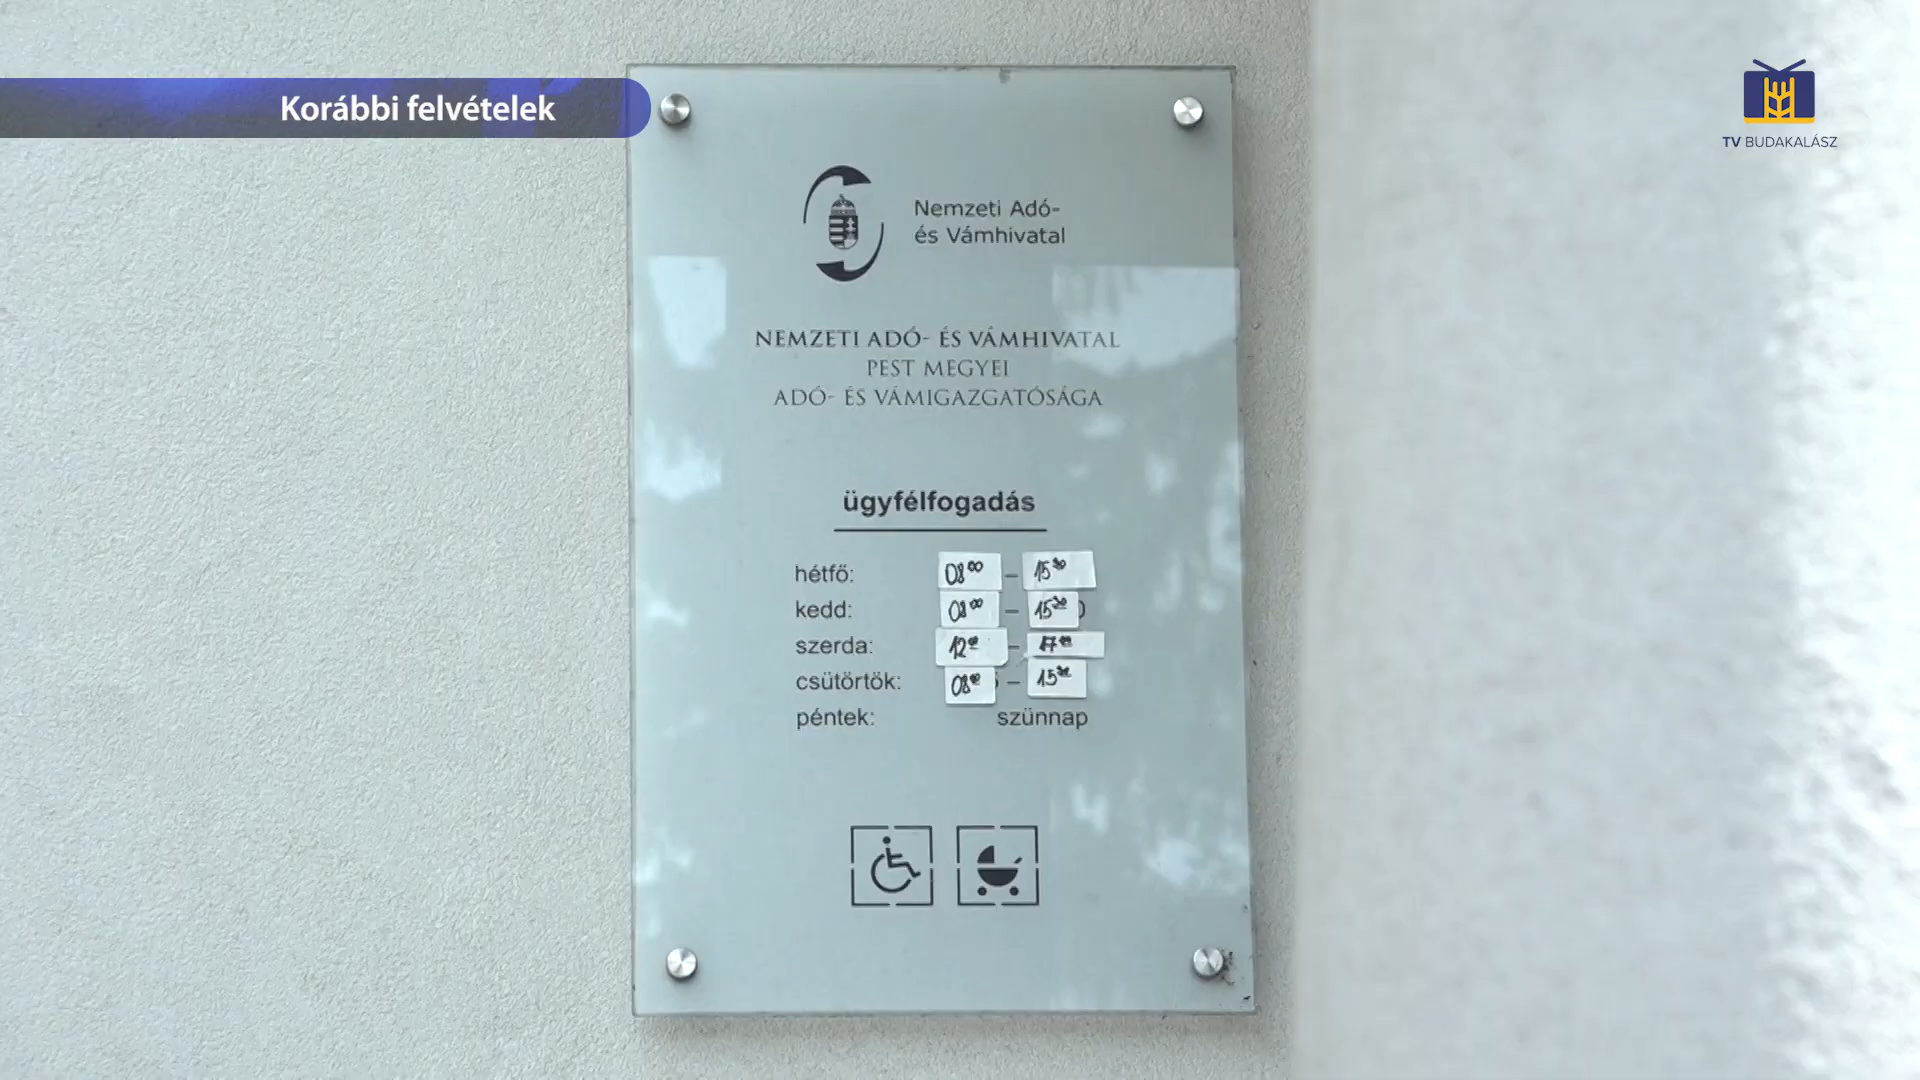 Korábbi felvételek
TV BUDAKALÁSZ
Nemzeti Adó-
és Vámhivatal
NEMZETI ADÓ- ÉS VÁMHIVATAL
PEST MEGYEI
ADÓ- ÉS VÁMIGAZGATÓSÁGA
ügyfélfogadás
hétfő: 08⁰⁰ – 15³⁰
kedd: 08⁰⁰ – 15³⁰
szerda: 12⁰⁰ – 17⁰⁰
csütörtök: 08⁰⁰ – 15³⁰
péntek: szünnap